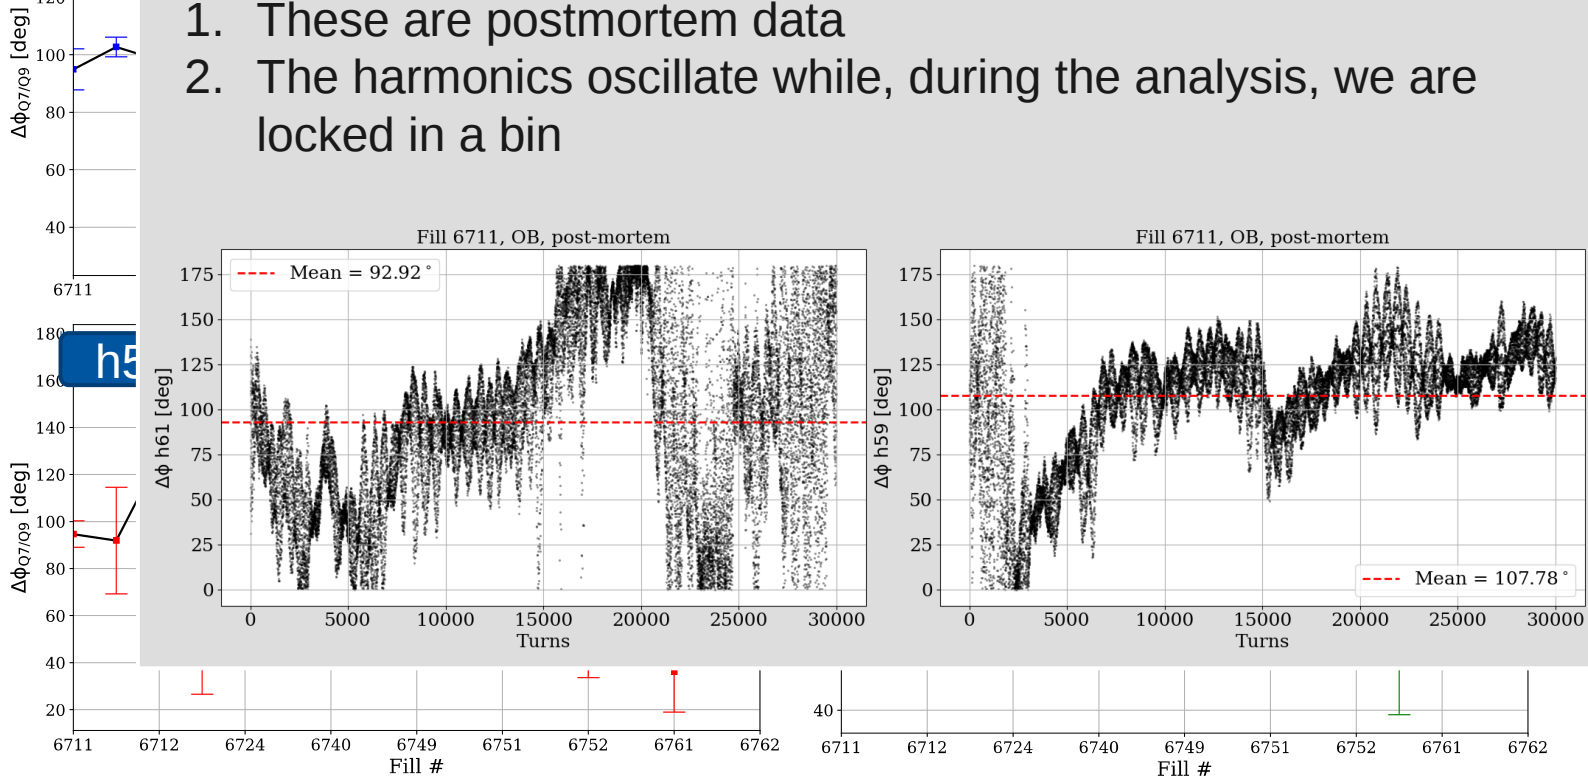 1. These are postmortem data
2. The harmonics oscillate while, during the analysis, we are
locked in a bin
120
100
80
60
40
ΔϕQ7/Q9 [deg]
6711
h5
180
160
140
120
100
80
60
40
20
ΔϕQ7/Q9 [deg]
6711 6712 6724 6740 6749 6751 6752 6761 6762
Fill #
Fill 6711, OB, post-mortem
Mean = 92.92°
175
150
125
100
75
50
25
0
Δϕ h61 [deg]
0 5000 10000 15000 20000 25000 30000
Turns
Fill 6711, OB, post-mortem
175
150
125
100
75
50
25
0
Δϕ h59 [deg]
Mean = 107.78°
0 5000 10000 15000 20000 25000 30000
Turns
40
6711 6712 6724 6740 6749 6751 6752 6761 6762
Fill #